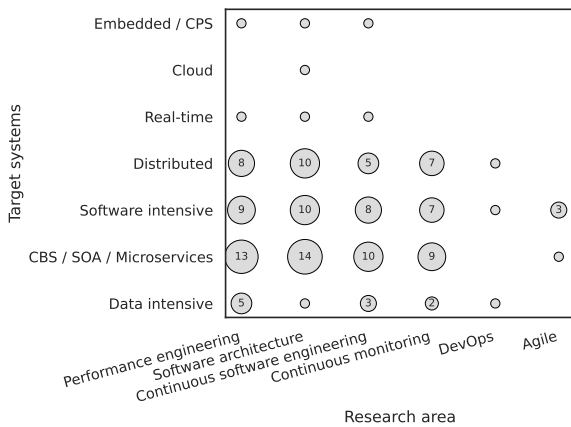 Embedded / CPS
Cloud
Real-time
Distributed
8 10 5 7
Software intensive
9 10 8 7 3
CBS / SOA / Microservices
13 14 10 9
Data intensive
5 3 2
Target systems
Performance engineering
Software architecture
Continuous software engineering
Continuous monitoring
DevOps
Agile
Research area